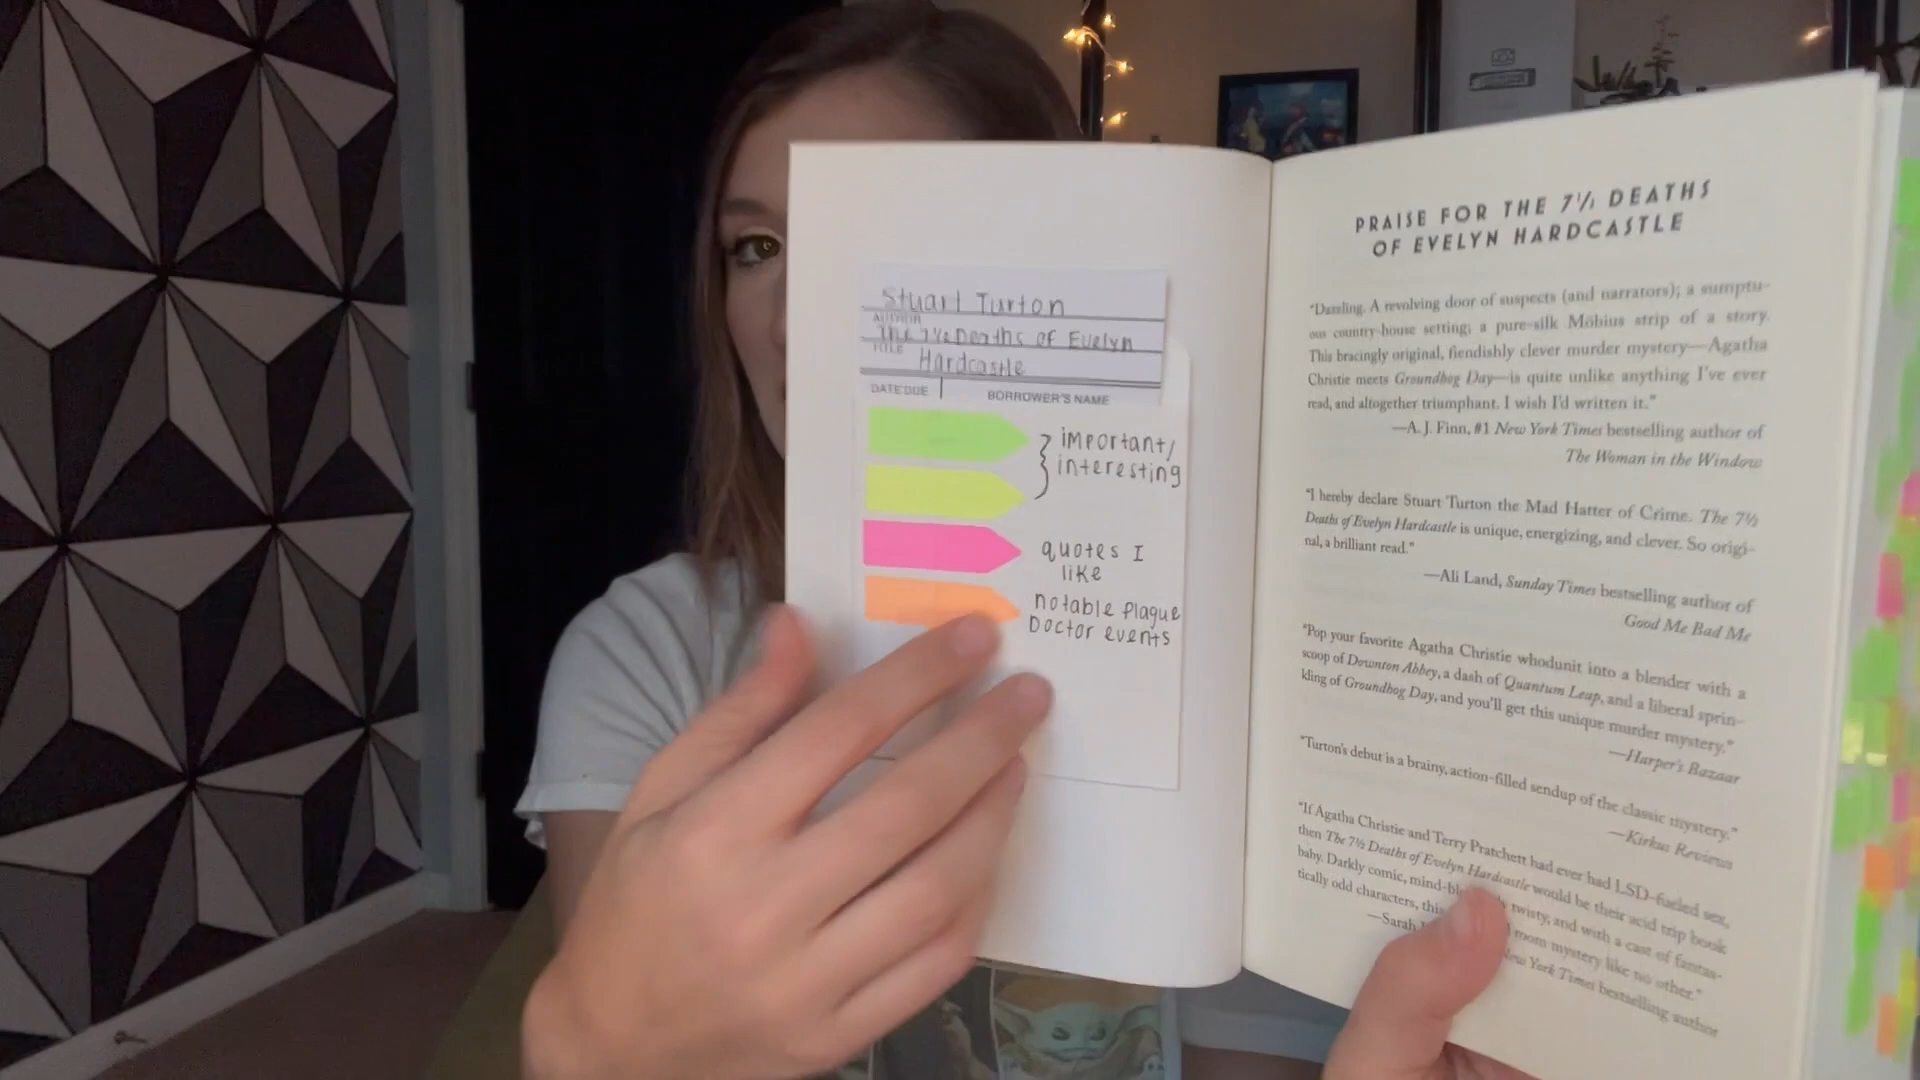 Stuart Turton
AUTHOR
The 7½ Deaths of Evelyn
TITLE
Hardcastle
DATE DUE
BORROWER'S NAME
important/
interesting
quotes I
like
notable Plague
Doctor events
PRAISE FOR THE 7½ DEATHS
OF EVELYN HARDCASTLE
"Dazzling. A revolving door of suspects (and narrators); a sumptu-
ous country-house setting; a pure-silk Möbius strip of a story.
This bracingly original, fiendishly clever murder mystery—Agatha
Christie meets Groundhog Day—is quite unlike anything I've ever
read, and altogether triumphant. I wish I'd written it."
—A. J. Finn, #1 New York Times bestselling author of
The Woman in the Window
"I hereby declare Stuart Turton the Mad Hatter of Crime. The 7½
Deaths of Evelyn Hardcastle is unique, energizing, and clever. So origi-
nal, a brilliant read."
—Ali Land, Sunday Times bestselling author of
Good Me Bad Me
"Pop your favorite Agatha Christie whodunit into a blender with a
scoop of Downton Abbey, a dash of Quantum Leap, and a liberal sprin-
kling of Groundhog Day, and you'll get this unique murder mystery."
—Harper's Bazaar
"Turton's debut is a brainy, action-filled sendup of the classic mystery."
—Kirkus Reviews
"If Agatha Christie and Terry Pratchett had ever had LSD-fueled sex,
then The 7½ Deaths of Evelyn Hardcastle would be their acid trip book
baby. Darkly comic, twisty, and with a cast of fantas-
tically odd characters, room mystery like no other."
—Sarah New York Times bestselling author